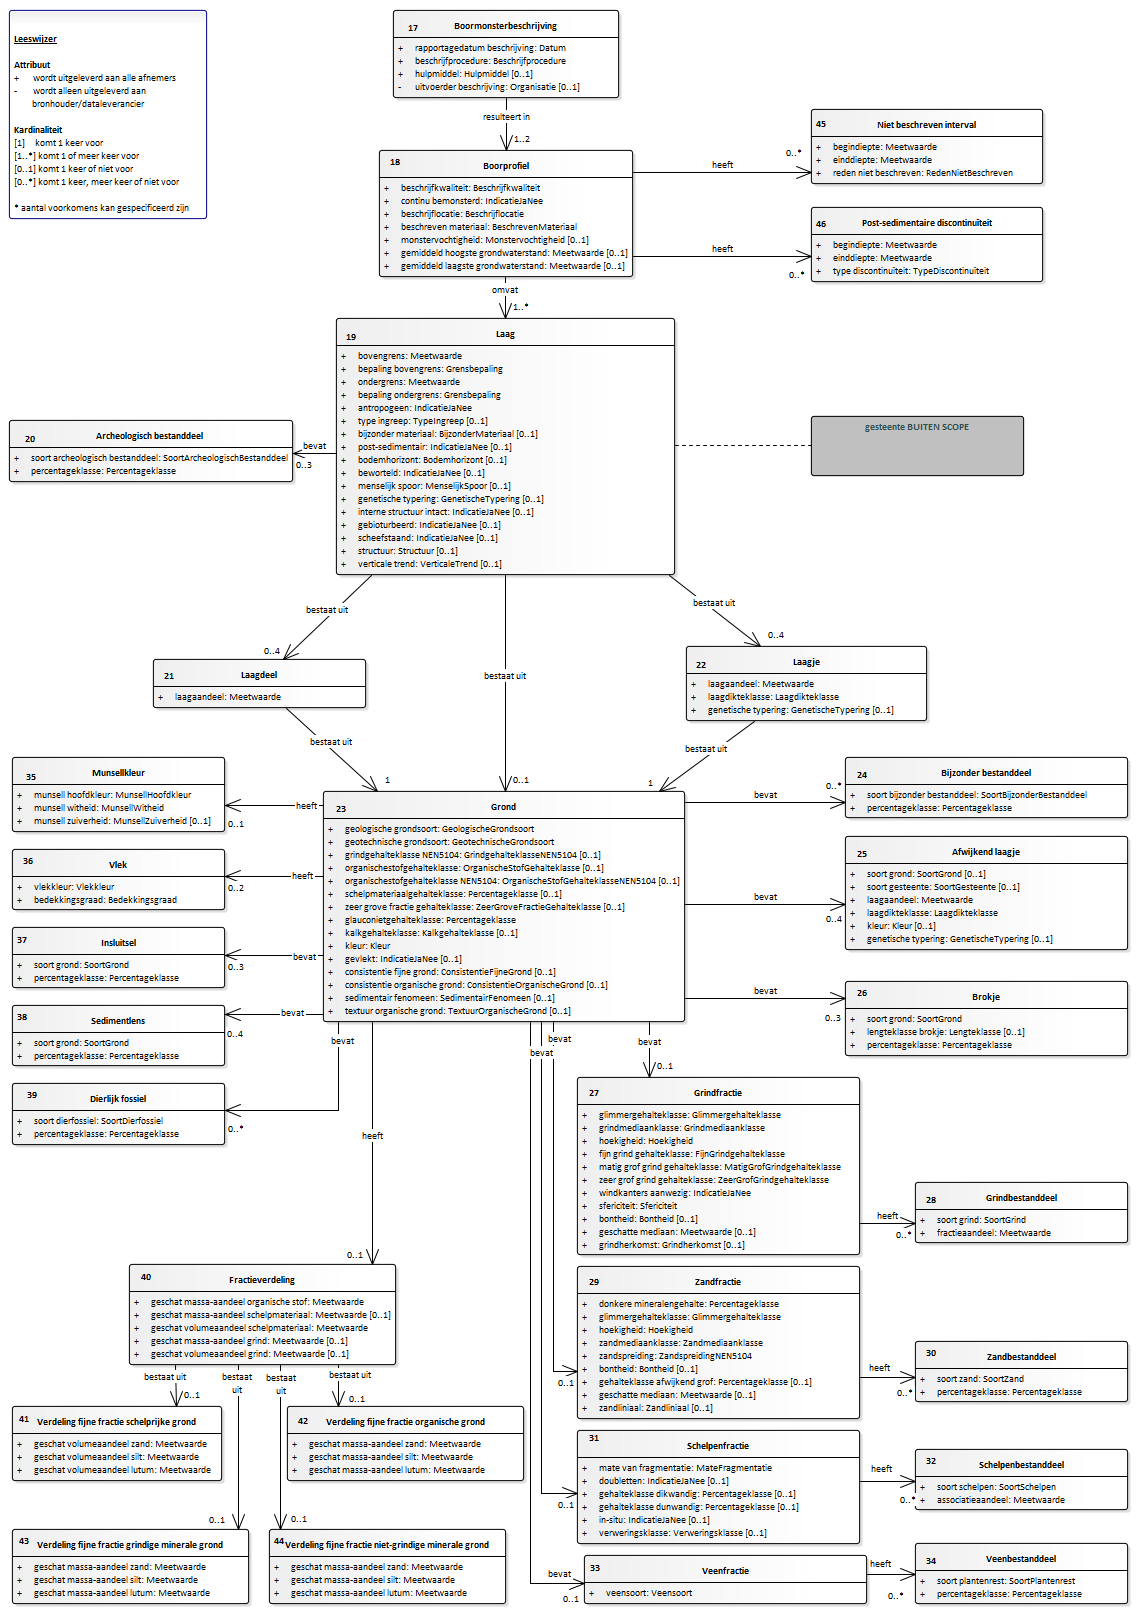 Leeswijzer
Attribuut
+ wordt uitgeleverd aan alle afnemers
- wordt alleen uitgeleverd aan
bronhouder/dataleverancier
Kardinaliteit
[1] komt 1 keer voor
[1..*] komt 1 of meer keer voor
[0..1] komt 1 keer of niet voor
[0..*] komt 1 keer, meer keer of niet voor
* aantal voorkomens kan gespecificeerd zijn
17 Boormonsterbeschrijving
+ rapportagedatum beschrijving: Datum
+ beschrijfprocedure: Beschrijfprocedure
+ hulpmiddel: Hulpmiddel [0..1]
- uitvoerder beschrijving: Organisatie [0..1]
resulteert in
1..2
18 Boorprofiel
+ beschrijfkwaliteit: Beschrijfkwaliteit
+ continu bemonsterd: IndicatieJaNee
+ beschrijflocatie: Beschrijflocatie
+ beschreven materiaal: BeschrevenMateriaal
+ monstervochtigheid: Monstervochtigheid [0..1]
+ gemiddeld hoogste grondwaterstand: Meetwaarde [0..1]
+ gemiddeld laagste grondwaterstand: Meetwaarde [0..1]
heeft
0..*
45 Niet beschreven interval
+ begindiepte: Meetwaarde
+ einddiepte: Meetwaarde
+ reden niet beschreven: RedenNietBeschreven
heeft
0..*
46 Post-sedimentaire discontinuïteit
+ begindiepte: Meetwaarde
+ einddiepte: Meetwaarde
+ type discontinuïteit: TypeDiscontinuïteit
omvat
1..*
19 Laag
+ bovengrens: Meetwaarde
+ bepaling bovengrens: Grensbepaling
+ ondergrens: Meetwaarde
+ bepaling ondergrens: Grensbepaling
+ antropogeen: IndicatieJaNee
+ type ingreep: TypeIngreep [0..1]
+ bijzonder materiaal: BijzonderMateriaal [0..1]
+ post-sedimentair: IndicatieJaNee [0..1]
+ bodemhorizont: Bodemhorizont [0..1]
+ beworteld: IndicatieJaNee [0..1]
+ menselijk spoor: MenselijkSpoor [0..1]
+ genetische typering: GenetischeTypering [0..1]
+ interne structuur intact: IndicatieJaNee [0..1]
+ gebioturbeerd: IndicatieJaNee [0..1]
+ scheefstaand: IndicatieJaNee [0..1]
+ structuur: Structuur [0..1]
+ verticale trend: VerticaleTrend [0..1]
gesteente BUITEN SCOPE
bevat
0..3
20 Archeologisch bestanddeel
+ soort archeologisch bestanddeel: SoortArcheologischBestanddeel
+ percentageklasse: Percentageklasse
bestaat uit
0..4
bestaat uit
0..1
bestaat uit
0..4
21 Laagdeel
+ laagaandeel: Meetwaarde
22 Laagje
+ laagaandeel: Meetwaarde
+ laagdikteklasse: Laagdikteklasse
+ genetische typering: GenetischeTypering [0..1]
bestaat uit
1
bestaat uit
1
23 Grond
+ geologische grondsoort: GeologischeGrondsoort
+ geotechnische grondsoort: GeotechnischeGrondsoort
+ grindgehalteklasse NEN5104: GrindgehalteklasseNEN5104 [0..1]
+ organischestofgehalteklasse: OrganischeStofGehalteklasse [0..1]
+ organischestofgehalteklasse NEN5104: OrganischeStofGehalteklasseNEN5104 [0..1]
+ schelpmateriaalgehalteklasse: Percentageklasse [0..1]
+ zeer grove fractie gehalteklasse: ZeerGroveFractieGehalteklasse [0..1]
+ glauconietgehalteklasse: Percentageklasse
+ kalkgehalteklasse: Kalkgehalteklasse [0..1]
+ kleur: Kleur
+ gevlekt: IndicatieJaNee [0..1]
+ consistentie fijne grond: ConsistentieFijneGrond [0..1]
+ consistentie organische grond: ConsistentieOrganischeGrond [0..1]
+ sedimentair fenomeen: SedimentairFenomeen [0..1]
+ textuur organische grond: TextuurOrganischeGrond [0..1]
35 Munsellkleur
+ munsell hoofdkleur: MunsellHoofdkleur
+ munsell witheid: MunsellWitheid
+ munsell zuiverheid: MunsellZuiverheid [0..1]
heeft
0..1
36 Vlek
+ vlekkleur: Vlekkleur
+ bedekkingsgraad: Bedekkingsgraad
heeft
0..2
37 Insluitsel
+ soort grond: SoortGrond
+ percentageklasse: Percentageklasse
bevat
0..3
38 Sedimentlens
+ soort grond: SoortGrond
+ percentageklasse: Percentageklasse
bevat
0..4
39 Dierlijk fossiel
+ soort dierfossiel: SoortDierfossiel
+ percentageklasse: Percentageklasse
bevat
0..*
bevat
0..*
24 Bijzonder bestanddeel
+ soort bijzonder bestanddeel: SoortBijzonderBestanddeel
+ percentageklasse: Percentageklasse
bevat
0..4
25 Afwijkend laagje
+ soort grond: SoortGrond [0..1]
+ soort gesteente: SoortGesteente [0..1]
+ laagaandeel: Meetwaarde
+ laagdikteklasse: Laagdikteklasse
+ kleur: Kleur [0..1]
+ genetische typering: GenetischeTypering [0..1]
bevat
0..3
26 Brokje
+ soort grond: SoortGrond
+ lengteklasse brokje: Lengteklasse [0..1]
+ percentageklasse: Percentageklasse
bevat
0..1
27 Grindfractie
+ glimmergehalteklasse: Glimmergehalteklasse
+ grindmediaanklasse: Grindmediaanklasse
+ hoekigheid: Hoekigheid
+ fijn grind gehalteklasse: FijnGrindgehalteklasse
+ matig grof grind gehalteklasse: MatigGrofGrindgehalteklasse
+ zeer grof grind gehalteklasse: ZeerGrofGrindgehalteklasse
+ windkanters aanwezig: IndicatieJaNee
+ sfericiteit: Sfericiteit
+ bontheid: Bontheid [0..1]
+ geschatte mediaan: Meetwaarde [0..1]
+ grindherkomst: Grindherkomst [0..1]
heeft
0..*
28 Grindbestanddeel
+ soort grind: SoortGrind
+ fractieaandeel: Meetwaarde
bevat
0..1
29 Zandfractie
+ donkere mineralengehalte: Percentageklasse
+ glimmergehalteklasse: Glimmergehalteklasse
+ hoekigheid: Hoekigheid
+ zandmediaanklasse: Zandmediaanklasse
+ zandspreiding: ZandspreidingNEN5104
+ bontheid: Bontheid [0..1]
+ gehalteklasse afwijkend grof: Percentageklasse [0..1]
+ geschatte mediaan: Meetwaarde [0..1]
+ zandliniaal: Zandliniaal [0..1]
heeft
0..*
30 Zandbestanddeel
+ soort zand: SoortZand
+ percentageklasse: Percentageklasse
bevat
0..1
31 Schelpenfractie
+ mate van fragmentatie: MateFragmentatie
+ doubletten: IndicatieJaNee [0..1]
+ gehalteklasse dikwandig: Percentageklasse [0..1]
+ gehalteklasse dunwandig: Percentageklasse [0..1]
+ in-situ: IndicatieJaNee [0..1]
+ verweringsklasse: Verweringsklasse [0..1]
heeft
0..*
32 Schelpenbestanddeel
+ soort schelpen: SoortSchelpen
+ associatieaandeel: Meetwaarde
bevat
0..1
33 Veenfractie
+ veensoort: Veensoort
heeft
0..*
34 Veenbestanddeel
+ soort plantenrest: SoortPlantenrest
+ percentageklasse: Percentageklasse
heeft
0..1
40 Fractieverdeling
+ geschat massa-aandeel organische stof: Meetwaarde
+ geschat massa-aandeel schelpmateriaal: Meetwaarde [0..1]
+ geschat volumeaandeel schelpmateriaal: Meetwaarde
+ geschat massa-aandeel grind: Meetwaarde [0..1]
+ geschat volumeaandeel grind: Meetwaarde [0..1]
bestaat uit
0..1
bestaat
uit
0..1
bestaat
uit
0..1
bestaat uit
0..1
41 Verdeling fijne fractie schelprijke grond
+ geschat volumeaandeel zand: Meetwaarde
+ geschat volumeaandeel silt: Meetwaarde
+ geschat volumeaandeel lutum: Meetwaarde
42 Verdeling fijne fractie organische grond
+ geschat massa-aandeel zand: Meetwaarde
+ geschat massa-aandeel silt: Meetwaarde
+ geschat massa-aandeel lutum: Meetwaarde
43 Verdeling fijne fractie grindige minerale grond
+ geschat massa-aandeel zand: Meetwaarde
+ geschat massa-aandeel silt: Meetwaarde
+ geschat massa-aandeel lutum: Meetwaarde
44 Verdeling fijne fractie niet-grindige minerale grond
+ geschat massa-aandeel zand: Meetwaarde
+ geschat massa-aandeel silt: Meetwaarde
+ geschat massa-aandeel lutum: Meetwaarde